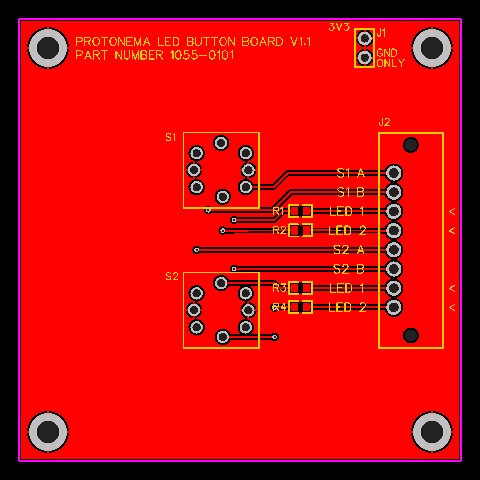 PROTONEMA LED BUTTON BOARD V1.1
PART NUMBER 1055-0101
3V3
J1
GND
ONLY
J2
S1
S1 A
S1 B
R1 LED 1 <
R2 LED 2 <
S2 A
S2 B
S2
R3 LED 1 <
R4 LED 2 <